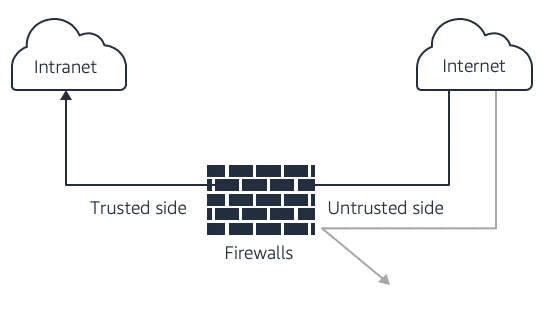 Intranet
Internet
Trusted side
Untrusted side
Firewalls